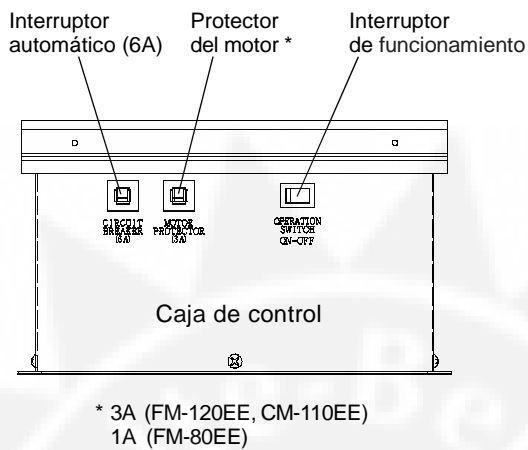 Interruptor
automático (6A)
Protector
del motor *
Interruptor
de funcionamiento
CIRCUIT
BREAKER
(6A)
MOTOR
PROTECTOR
(3A)
OPERATION
SWITCH
ON-OFF
Caja de control
* 3A (FM-120EE, CM-110EE)
1A (FM-80EE)